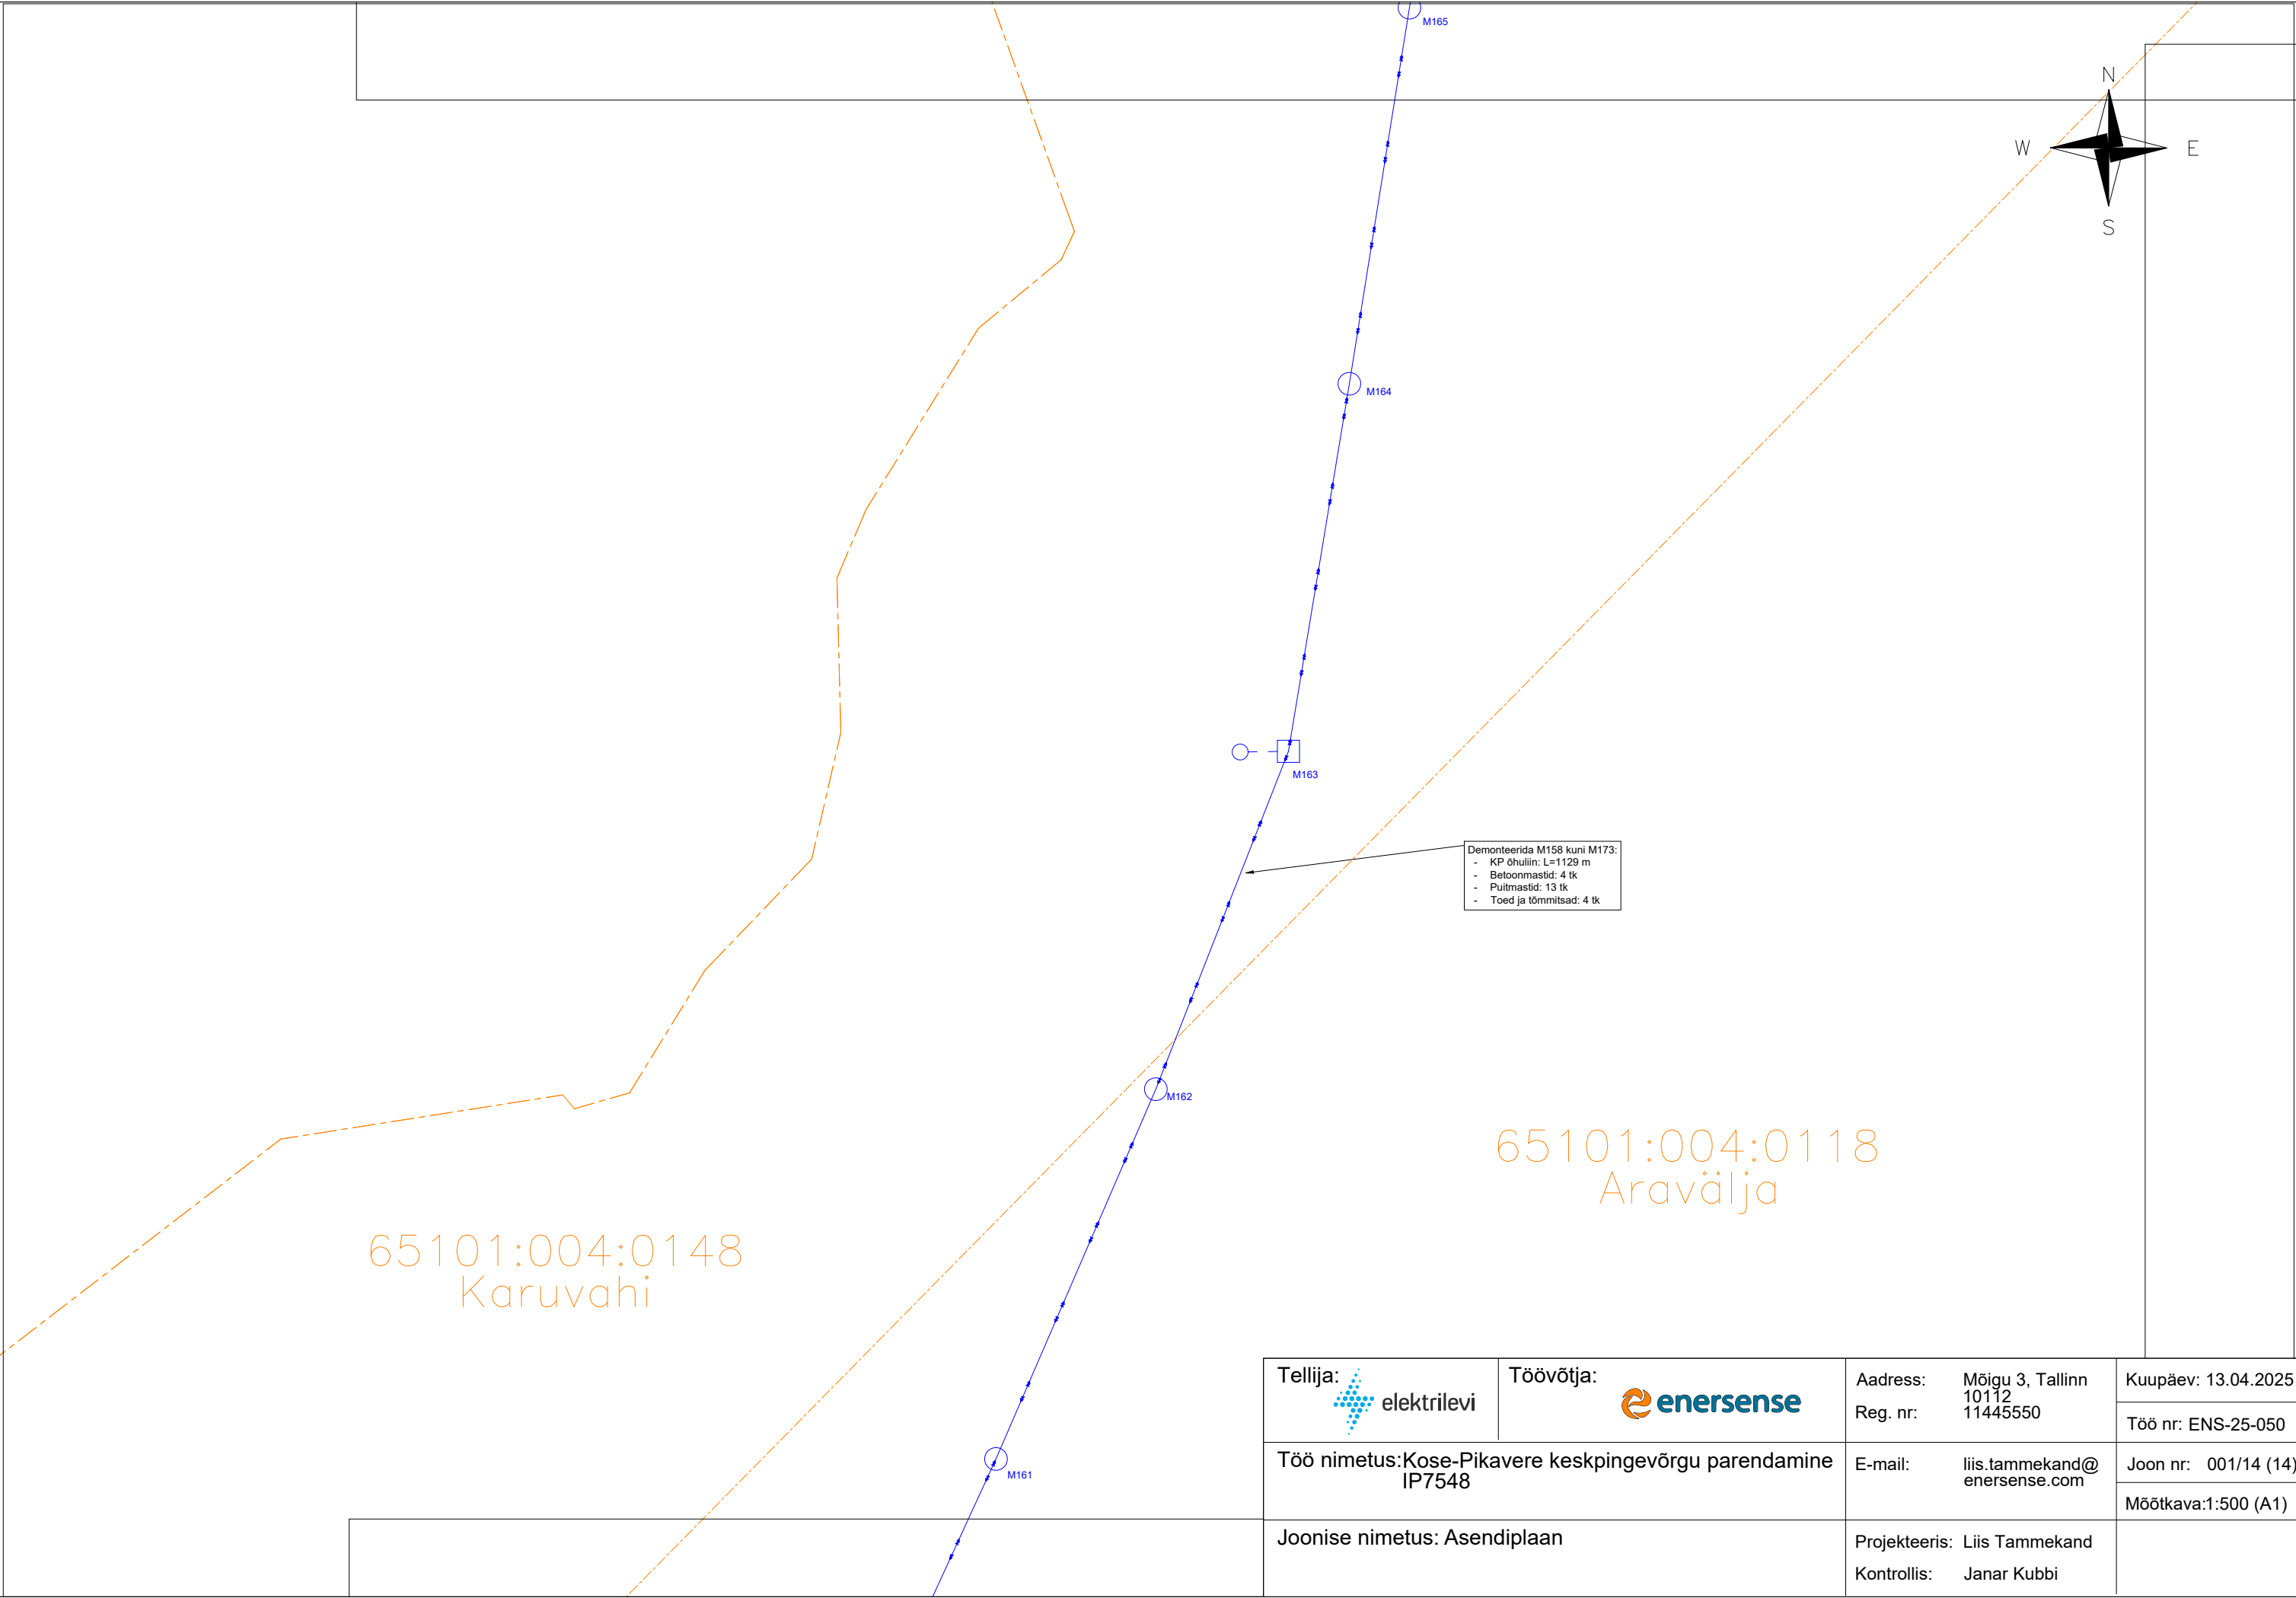 M165
N
W
E
S
M164
M163
Demonteerida M158 kuni M173:
- KP õhuliin: L=1129 m
- Betoonmastid: 4 tk
- Puitmastid: 13 tk
- Toed ja tõmmitsad: 4 tk
M162
65101:004:0118
Aravälja
65101:004:0148
Karuvahi
M161
Tellija:
elektrilevi
Töövõtja:
enersense
Aadress: Mõigu 3, Tallinn
10112
Reg. nr: 11445550
Kuupäev: 13.04.2025
Töö nr: ENS-25-050
Töö nimetus: Kose-Pikavere keskpingevõrgu parendamine
IP7548
E-mail: liis.tammekand@
enersense.com
Joon nr: 001/14 (14)
Mõõtkava:1:500 (A1)
Joonise nimetus: Asendiplaan
Projekteeris: Liis Tammekand
Kontrollis: Janar Kubbi